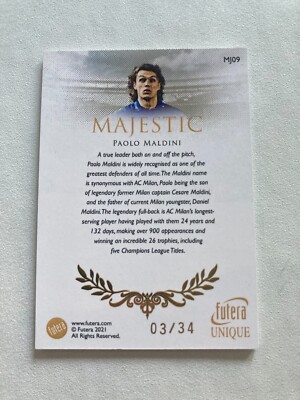 MJ09
MAJESTIC
PAOLO MALDINI
A true leader both on and off the pitch,
Paolo Maldini is widely recognised as one of the
greatest defenders of all time. The Maldini name
is synonymous with AC Milan, Paolo being the son
of legendary former Milan captain Cesare Maldini,
and the father of current Milan youngster, Daniel
Maldini. The legendary full-back is AC Milan's longest-
serving player having played with them 24 years and
132 days, making over 900 appearances and
winning an incredible 26 trophies, including
five Champions League Titles.
futera
www.futera.com
© Futera 2021
All Rights Reserved.
03/34
futera
UNIQUE